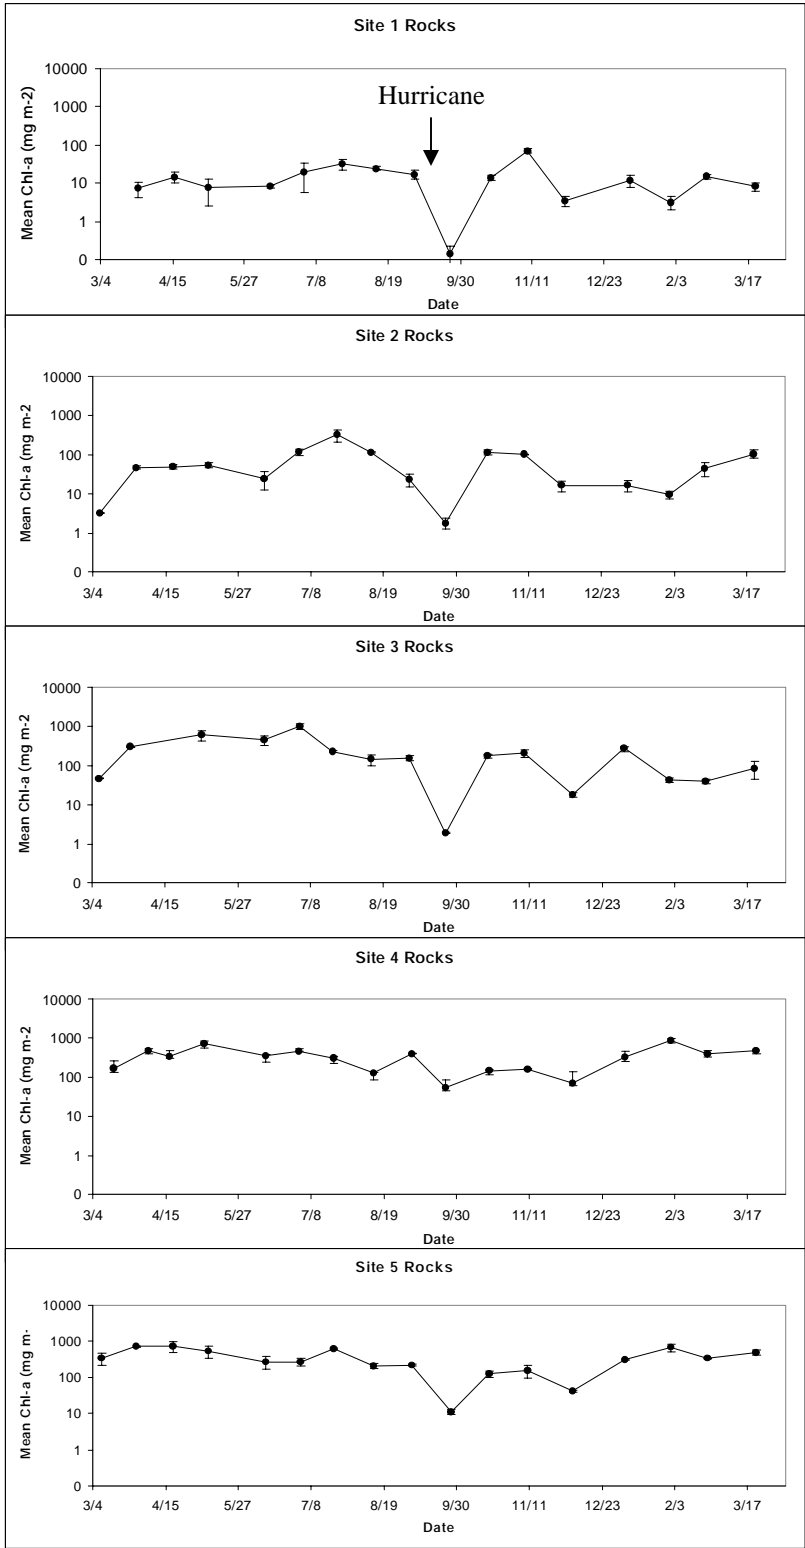 Site 1 Rocks
Hurricane
Mean Chl-a (mg m-2)
10000
1000
100
10
1
0
3/4 4/15 5/27 7/8 8/19 9/30 11/11 12/23 2/3 3/17
Date
Site 2 Rocks
Mean Chl-a (mg m-2
10000
1000
100
10
1
0
3/4 4/15 5/27 7/8 8/19 9/30 11/11 12/23 2/3 3/17
Date
Site 3 Rocks
Mean Chl-a (mg m-2
10000
1000
100
10
1
0
3/4 4/15 5/27 7/8 8/19 9/30 11/11 12/23 2/3 3/17
Date
Site 4 Rocks
Mean Chl-a (mg m-2
10000
1000
100
10
1
0
3/4 4/15 5/27 7/8 8/19 9/30 11/11 12/23 2/3 3/17
Date
Site 5 Rocks
Mean Chl-a (mg m-
10000
1000
100
10
1
0
3/4 4/15 5/27 7/8 8/19 9/30 11/11 12/23 2/3 3/17
Date